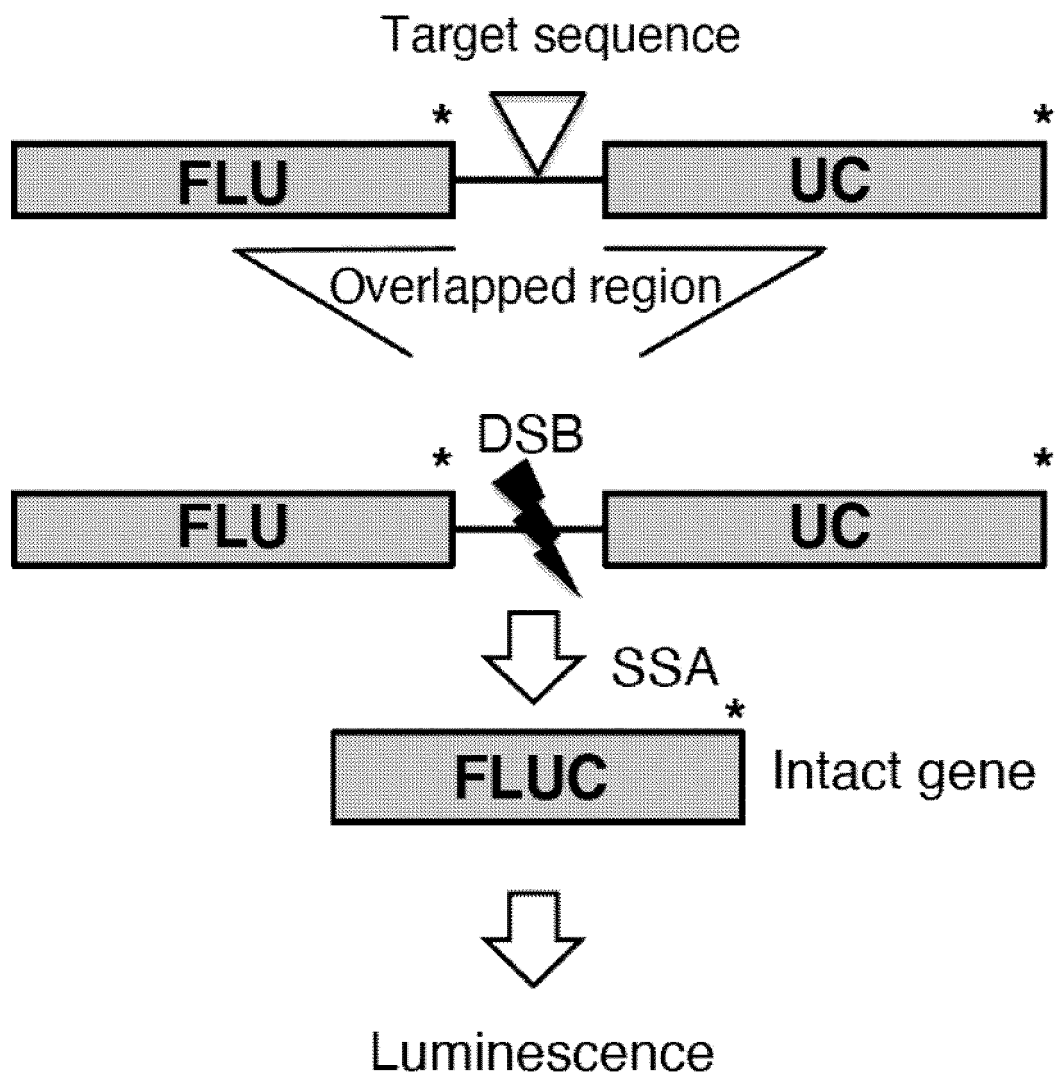 Target sequence
* *
FLU UC
Overlapped region
DSB
* *
FLU UC
SSA
*
FLUC Intact gene
Luminescence